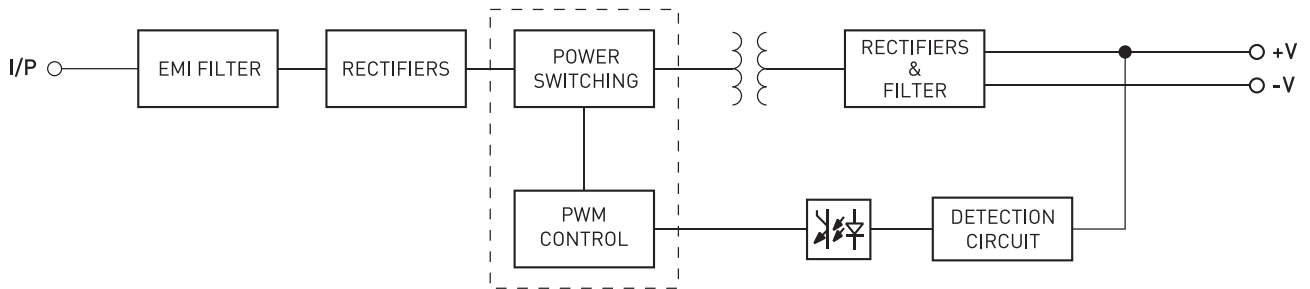 I/P
EMI FILTER
RECTIFIERS
POWER
SWITCHING
RECTIFIERS
&
FILTER
+V
-V
PWM
CONTROL
DETECTION
CIRCUIT